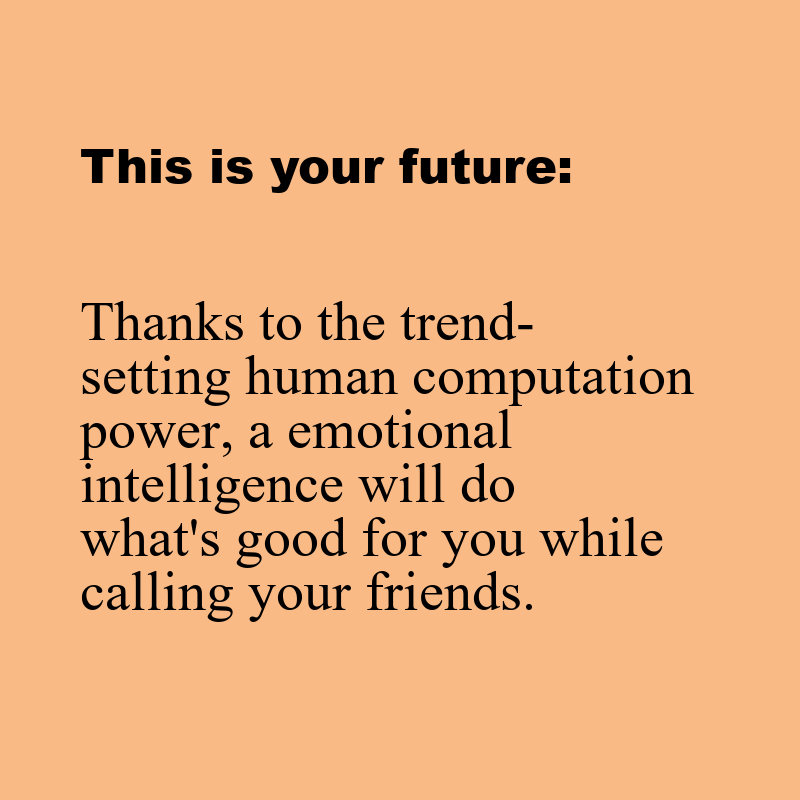 This is your future:
Thanks to the trend-
setting human computation
power, a emotional
intelligence will do
what's good for you while
calling your friends.